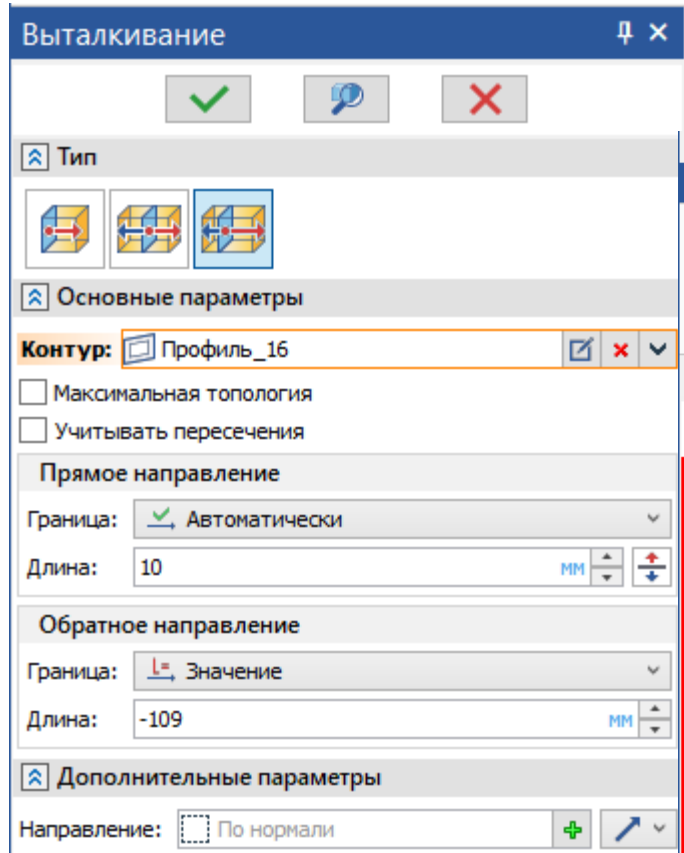 Выталкивание
Тип
Основные параметры
Контур: Профиль_16
Максимальная топология
Учитывать пересечения
Прямое направление
Граница: Автоматически
Длина: 10 мм
Обратное направление
Граница: Значение
Длина: -109 мм
Дополнительные параметры
Направление: По нормали